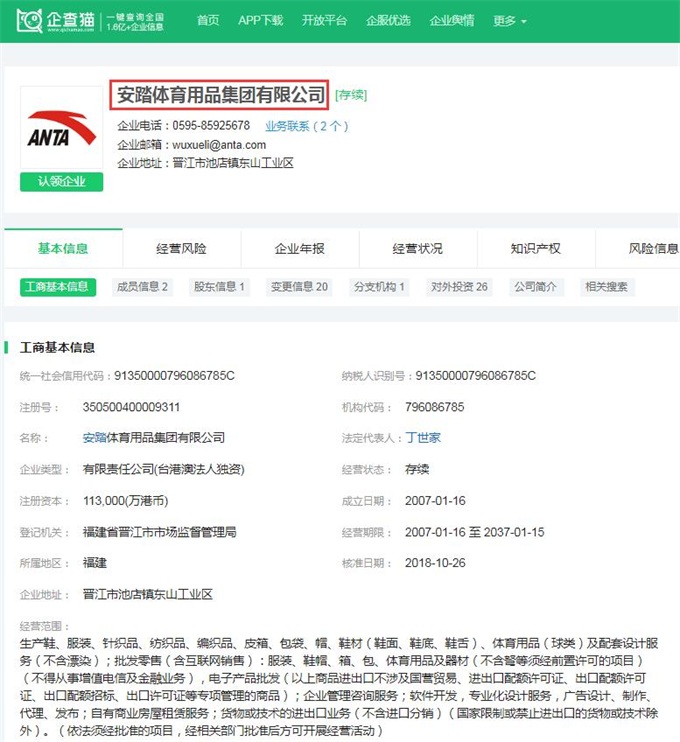 企查猫 一键查询全国 首页 APP下载 开放平台 企服优选 企业舆情 更多
www.qichamao.com 1.6亿+企业信息
安踏体育用品集团有限公司 [存续]
ANTA
企业电话：0595-85925678 业务联系（2 个）
企业邮箱：wuxueli@anta.com
企业地址：晋江市池店镇东山工业区
认领企业
基本信息 经营风险 企业年报 经营状况 知识产权 风险信息
工商基本信息 成员信息 2 股东信息 1 变更信息 20 分支机构 1 对外投资 26 公司简介 相关搜索
工商基本信息
统一社会信用代码：91350000796086785C 纳税人识别号：91350000796086785C
注册号： 350500400009311 机构代码： 796086785
名称： 安踏体育用品集团有限公司 法定代表人：丁世家
企业类型： 有限责任公司(台港澳法人独资) 经营状态： 存续
注册资本： 113,000(万港币) 成立日期： 2007-01-16
登记机关： 福建省晋江市市场监督管理局 经营期限： 2007-01-16 至 2037-01-15
所属地区： 福建 核准日期： 2018-10-26
企业地址： 晋江市池店镇东山工业区
经营范围：
生产鞋、服装、针织品、纺织品、编织品、皮箱、包袋、帽、鞋材（鞋面、鞋底、鞋舌）、体育用品（球类）及配套设计服
务（不含漂染）；批发零售（含互联网销售）：服装、鞋帽、箱、包、体育用品及器材（不含弩等须经前置许可的项目）
（不得从事增值电信及金融业务），电子产品批发（以上商品进出口不涉及国营贸易、进出口配额许可证、出口配额许可
证、出口配额招标、出口许可证等专项管理的商品）；企业管理咨询服务；软件开发，专业化设计服务，广告设计、制作、
代理、发布；自有商业房屋租赁服务；货物或技术的进出口业务（不含进口分销）（国家限制或禁止进出口的货物或技术除
外）。（依法须经批准的项目，经相关部门批准后方可开展经营活动）